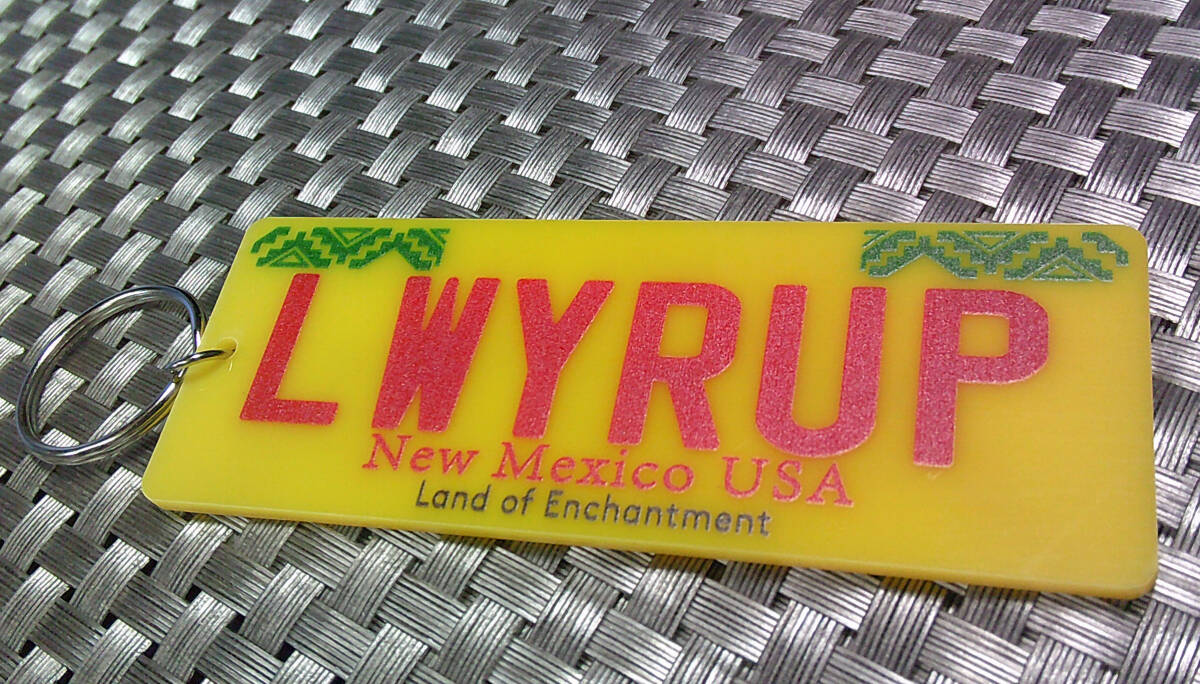 LWYRUP
New Mexico USA
Land of Enchantment